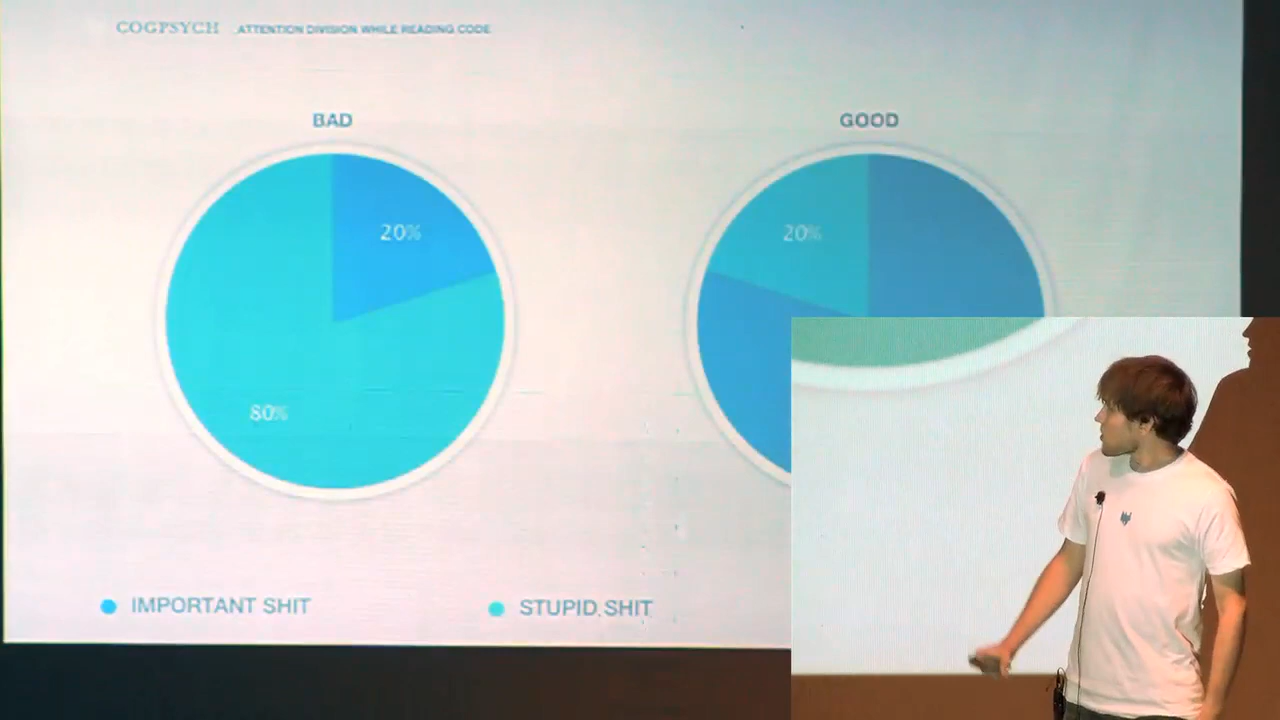 COGPSYCH ATTENTION DIVISION WHILE READING CODE
BAD
GOOD
20%
20%
80%
IMPORTANT SHIT
STUPID SHIT